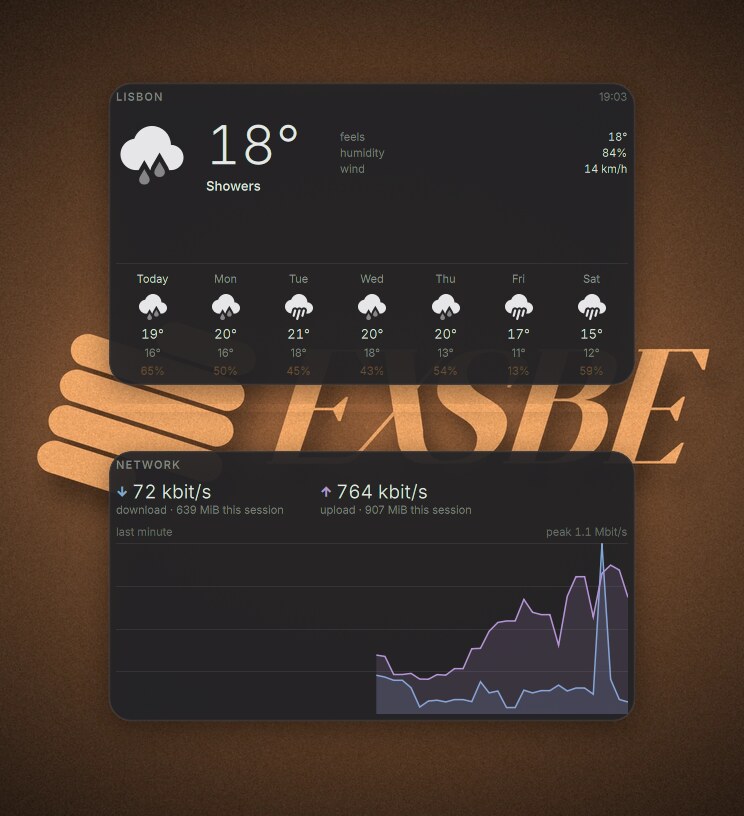 LISBON 19:03
18°
Showers
feels 18°
humidity 84%
wind 14 km/h
Today Mon Tue Wed Thu Fri Sat
19° 20° 21° 20° 20° 17° 15°
16° 16° 18° 18° 13° 11° 12°
65% 50% 45% 43% 54% 13% 59%
NETWORK
72 kbit/s 764 kbit/s
download · 639 MiB this session upload · 907 MiB this session
last minute peak 1.1 Mbit/s